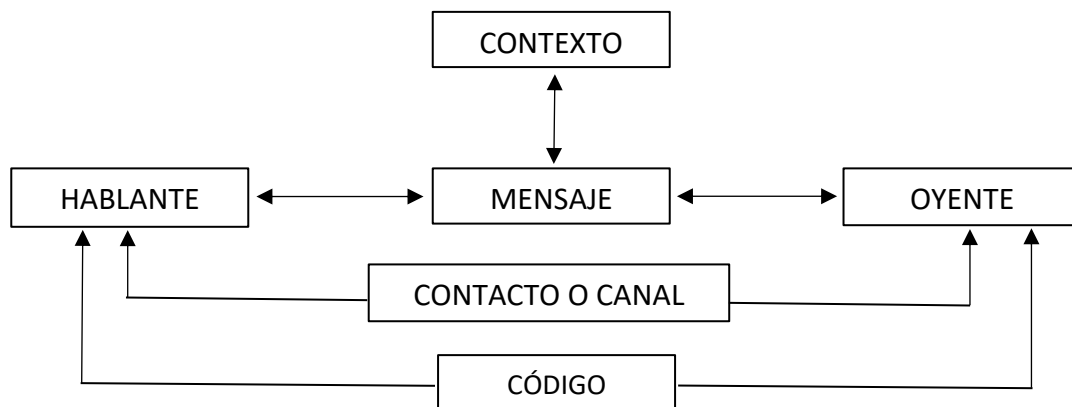 CONTEXTO
HABLANTE
MENSAJE
OYENTE
CONTACTO O CANAL
CÓDIGO